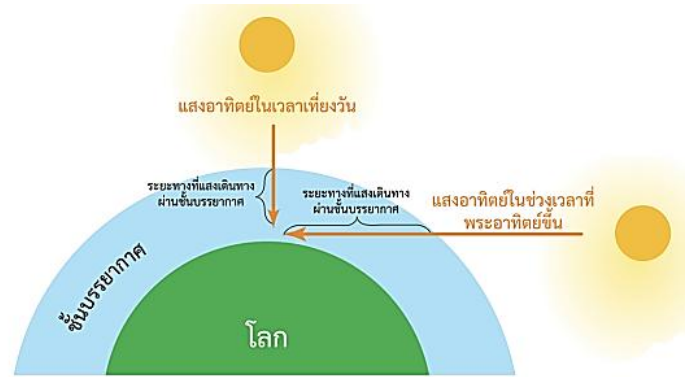 แสงอาทิตย์ในเวลาเที่ยงวัน
ระยะทางที่แสงเดินทาง
ผ่านชั้นบรรยากาศ
ระยะทางที่แสงเดินทาง
ผ่านชั้นบรรยากาศ
แสงอาทิตย์ในช่วงเวลาที่
พระอาทิตย์ขึ้น
ชั้นบรรยากาศ
โลก